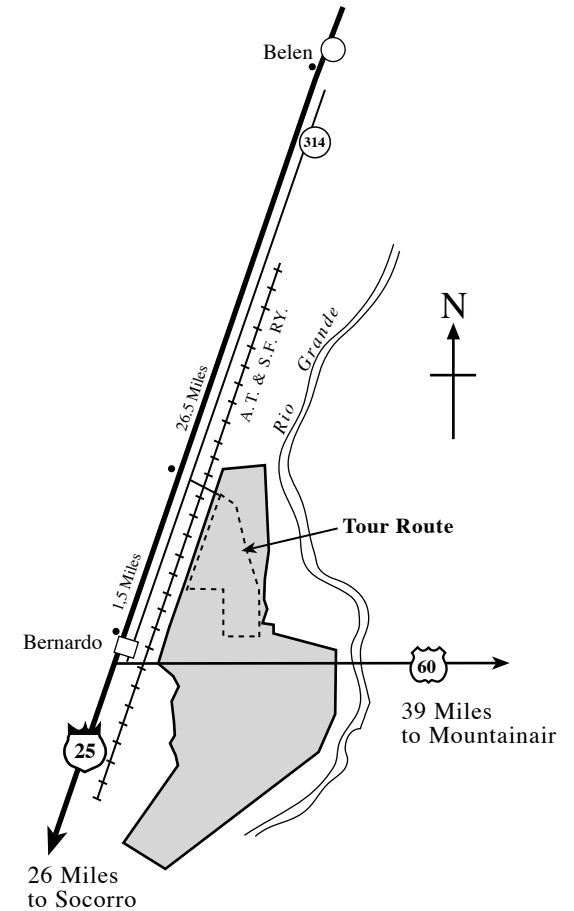 Belen
314
N
A.T. & S.F. RY.
Rio Grande
26.5 Miles
Tour Route
1.5 Miles
Bernardo
60
39 Miles
to Mountainair
25
26 Miles
to Socorro